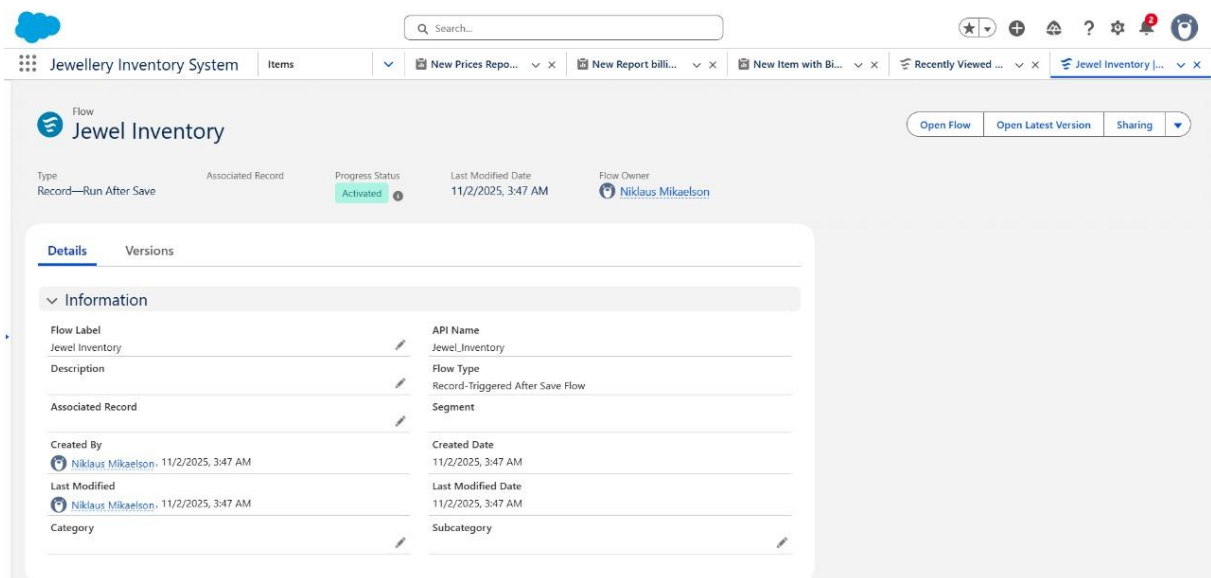 Search...
2
Jewellery Inventory System
Items
New Prices Repo...
New Report billi...
New Item with Bi...
Recently Viewed ...
Jewel Inventory |...
Flow
Jewel Inventory
Open Flow
Open Latest Version
Sharing
Type
Associated Record
Progress Status
Last Modified Date
Flow Owner
Record—Run After Save
Activated
11/2/2025, 3:47 AM
Niklaus Mikaelson
Details
Versions
Information
Flow Label
API Name
Jewel Inventory
Jewel_Inventory
Description
Flow Type
Record-Triggered After Save Flow
Associated Record
Segment
Created By
Created Date
Niklaus Mikaelson, 11/2/2025, 3:47 AM
11/2/2025, 3:47 AM
Last Modified
Last Modified Date
Niklaus Mikaelson, 11/2/2025, 3:47 AM
11/2/2025, 3:47 AM
Category
Subcategory